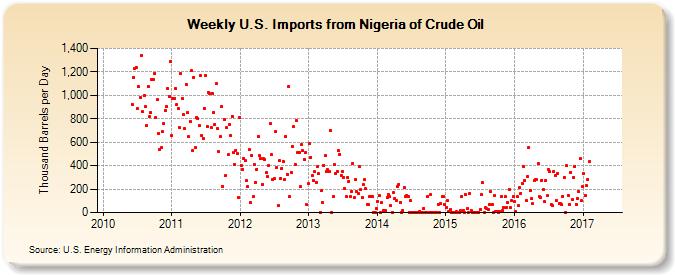 Weekly U.S. Imports from Nigeria of Crude Oil
Thousand Barrels per Day
1,400
1,200
1,000
800
600
400
200
0
2010 2011 2012 2013 2014 2015 2016 2017
Source: U.S. Energy Information Administration